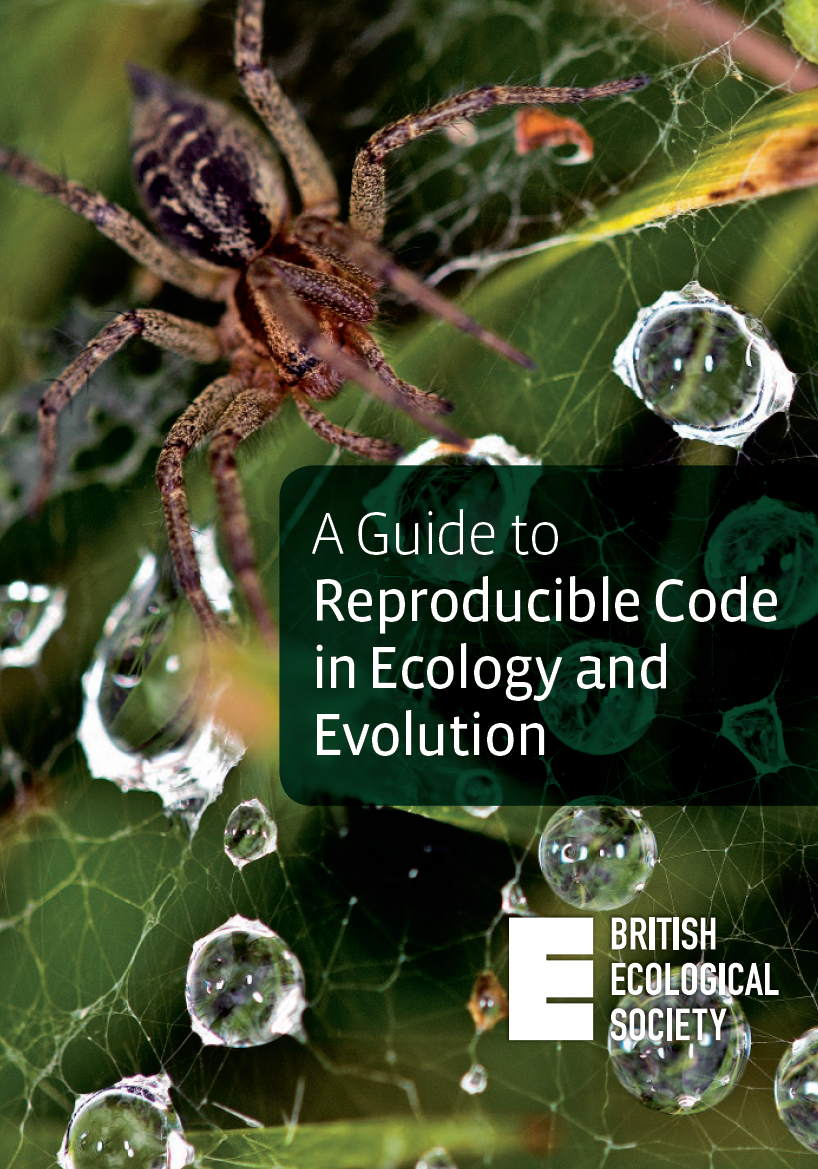 A Guide to
Reproducible Code
in Ecology and
Evolution
BRITISH
ECOLOGICAL
SOCIETY